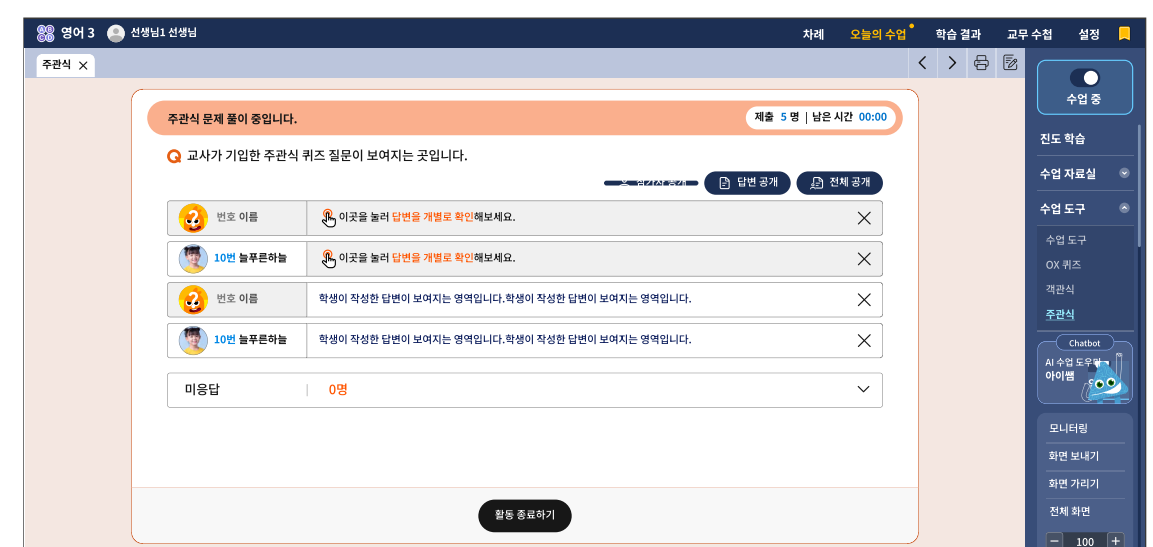 영어 3 선생님1 선생님 차례 오늘의 수업 학습 결과 교무 수첩 설정
주관식
수업 중
주관식 문제 풀이 중입니다. 제출 5 명 | 남은 시간 00:00
Q 교사가 기입한 주관식 퀴즈 질문이 보여지는 곳입니다.
답변 공개 전체 공개
번호 이름 이곳을 눌러 답변을 개별로 확인해보세요.
10번 늘푸른하늘 이곳을 눌러 답변을 개별로 확인해보세요.
번호 이름 학생이 작성한 답변이 보여지는 영역입니다.학생이 작성한 답변이 보여지는 영역입니다.
10번 늘푸른하늘 학생이 작성한 답변이 보여지는 영역입니다.학생이 작성한 답변이 보여지는 영역입니다.
미응답 0명
활동 종료하기
진도 학습
수업 자료실
수업 도구
수업 도구
OX 퀴즈
객관식
주관식
Chatbot
AI 수업
아이쌤
모니터링
화면 보내기
화면 가리기
전체 화면
100